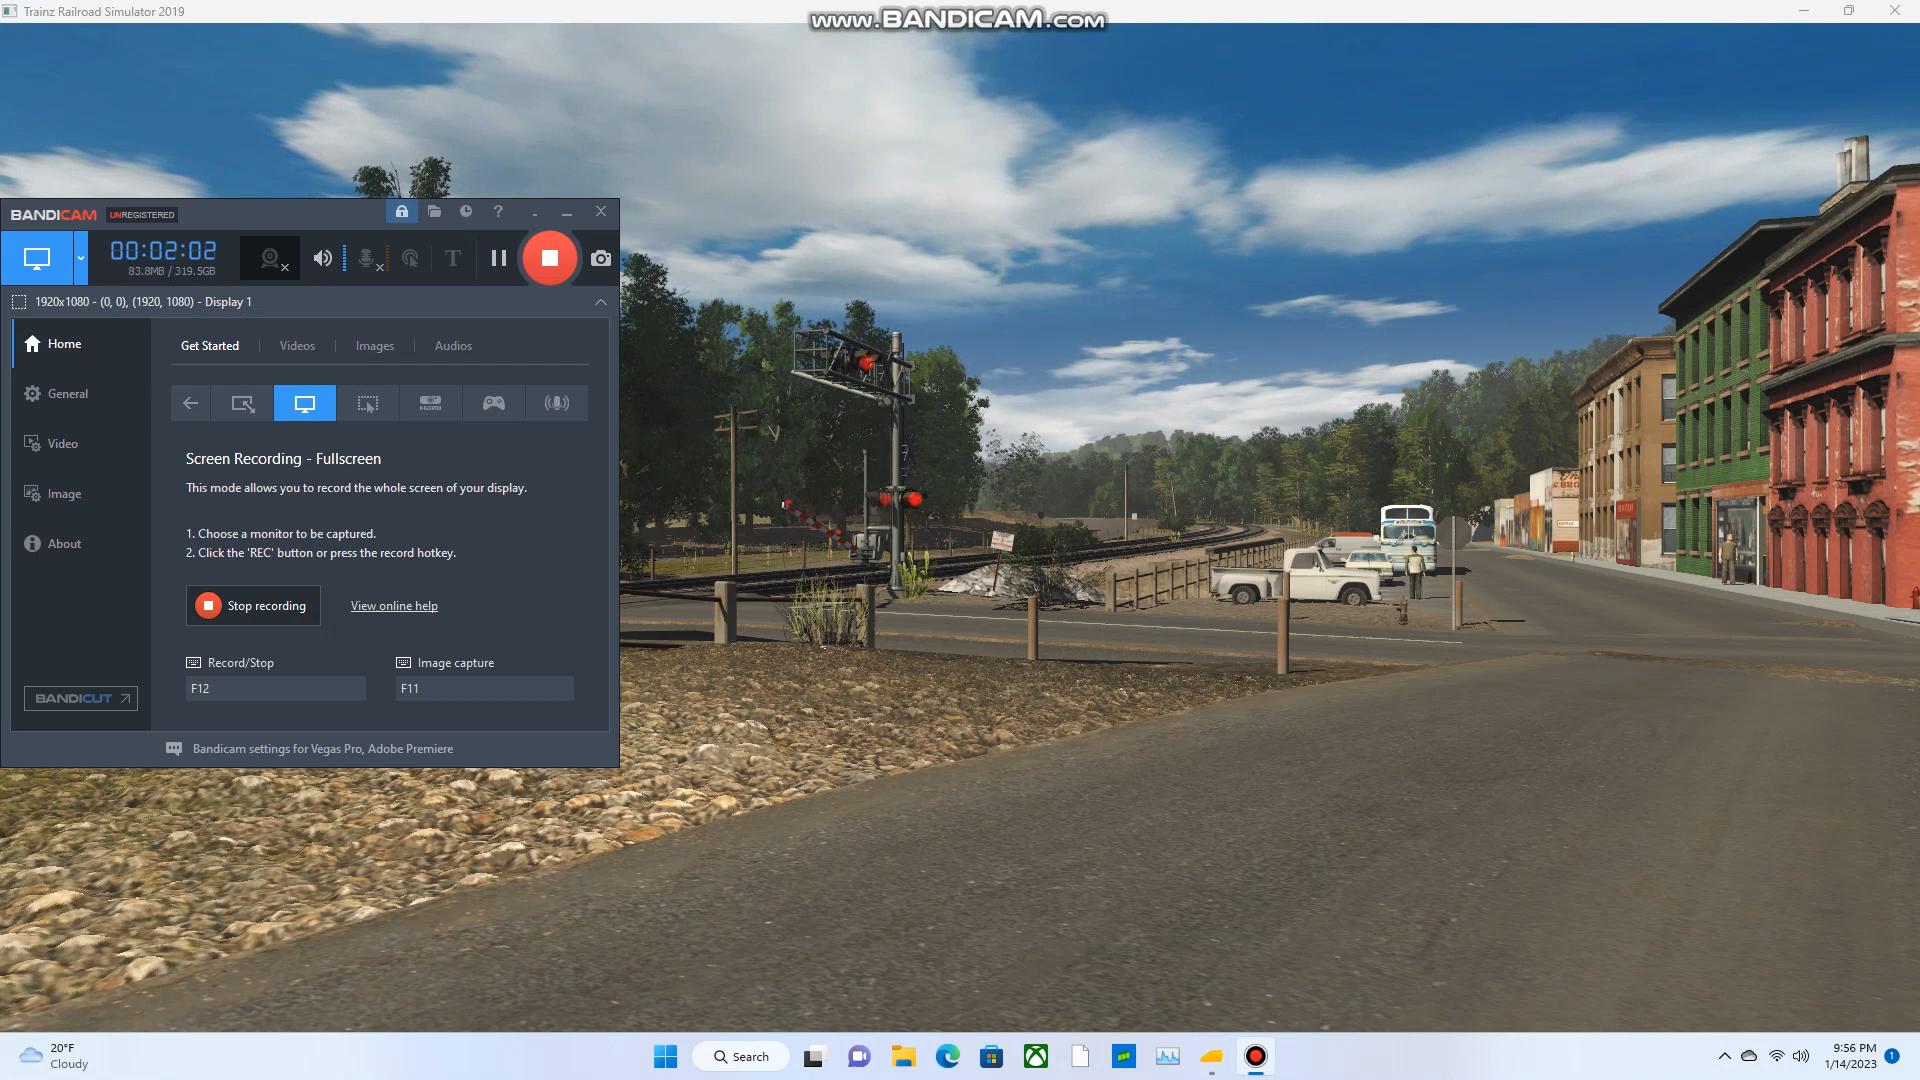 Trainz Railroad Simulator 2019
www.BANDICAM.com
BANDICAM UNREGISTERED
00:02:02
83.8MB / 319.5GB
1920x1080 - (0, 0), (1920, 1080) - Display 1
Home
General
Video
Image
About
BANDICUT
Get Started
Videos
Images
Audios
HDMI
Screen Recording - Fullscreen
This mode allows you to record the whole screen of your display.
1. Choose a monitor to be captured.
2. Click the 'REC' button or press the record hotkey.
Stop recording
View online help
Record/Stop
Image capture
F12
F11
Bandicam settings for Vegas Pro, Adobe Premiere
20°F
Cloudy
Search
9:56 PM
1/14/2023
1